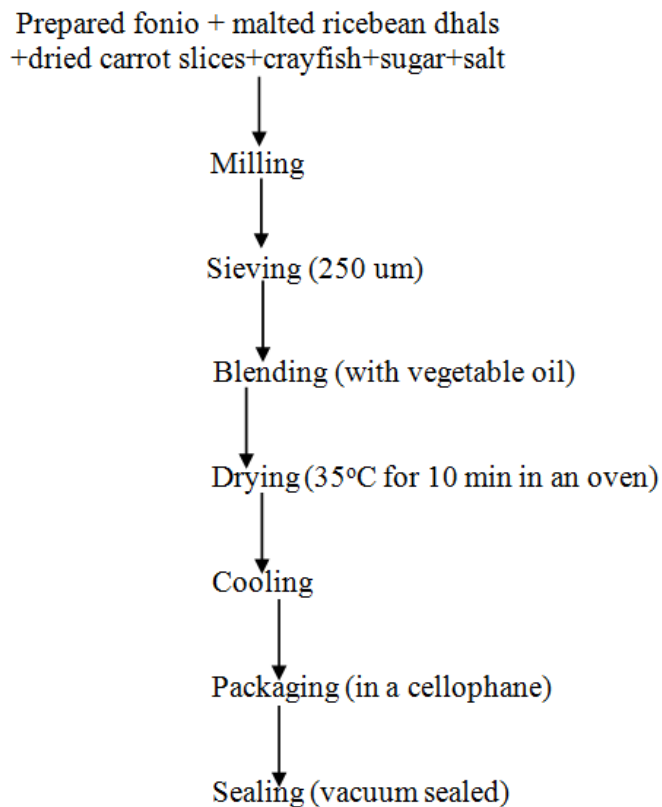 Prepared fonio + malted ricebean dhals
+dried carrot slices+crayfish+sugar+salt
Milling
Sieving (250 um)
Blending (with vegetable oil)
Drying (35ºC for 10 min in an oven)
Cooling
Packaging (in a cellophane)
Sealing (vacuum sealed)